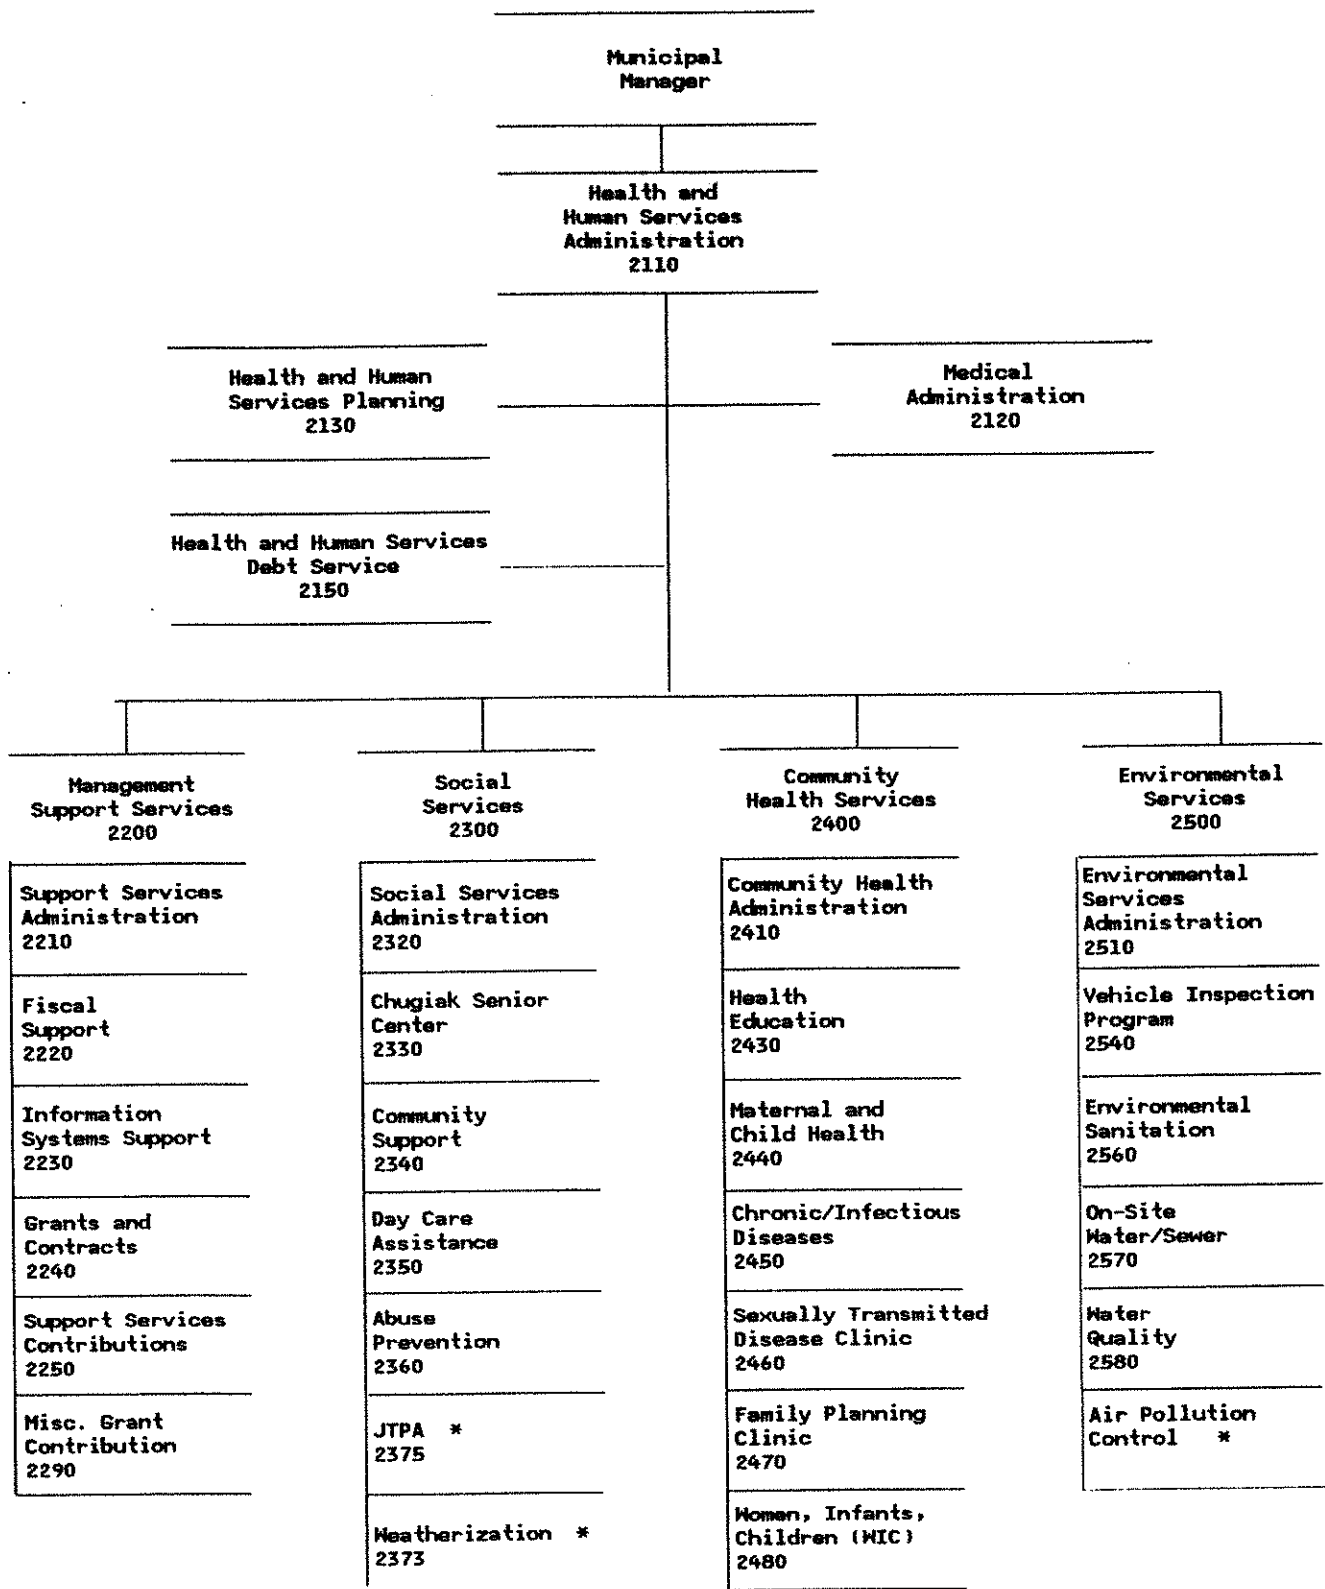 Municipal
Manager
Health and
Human Services
Administration
2110
Health and Human
Services Planning
2130
Medical
Administration
2120
Health and Human Services
Debt Service
2150
Management
Support Services
2200
Support Services
Administration
2210
Fiscal
Support
2220
Information
Systems Support
2230
Grants and
Contracts
2240
Support Services
Contributions
2250
Misc. Grant
Contribution
2290
Social
Services
2300
Social Services
Administration
2320
Chugiak Senior
Center
2330
Community
Support
2340
Day Care
Assistance
2350
Abuse
Prevention
2360
JTPA *
2375
Weatherization *
2373
Community
Health Services
2400
Community Health
Administration
2410
Health
Education
2430
Maternal and
Child Health
2440
Chronic/Infectious
Diseases
2450
Sexually Transmitted
Disease Clinic
2460
Family Planning
Clinic
2470
Women, Infants,
Children (WIC)
2480
Environmental
Services
2500
Environmental
Services
Administration
2510
Vehicle Inspection
Program
2540
Environmental
Sanitation
2560
On-Site
Water/Sewer
2570
Water
Quality
2580
Air Pollution
Control *